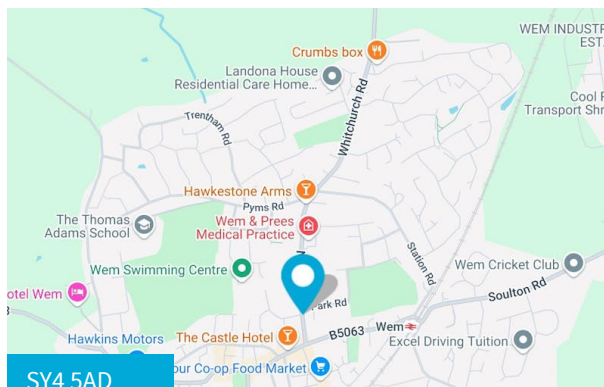 WEM INDUSTR
EST.
Crumbs box
Landona House
Residential Care Home...
Cool F
Transport Shr
Trentham Rd
Whitchurch Rd
Hawkestone Arms
Pyms Rd
The Thomas
Adams School
Wem & Prees
Medical Practice
Station Rd
Wem Swimming Centre
Wem Cricket Club
otel Wem
Park Rd
Soulton Rd
Hawkins Motors
The Castle Hotel
B5063
Wem
Excel Driving Tuition
our Co-op Food Market
SY4 5AD